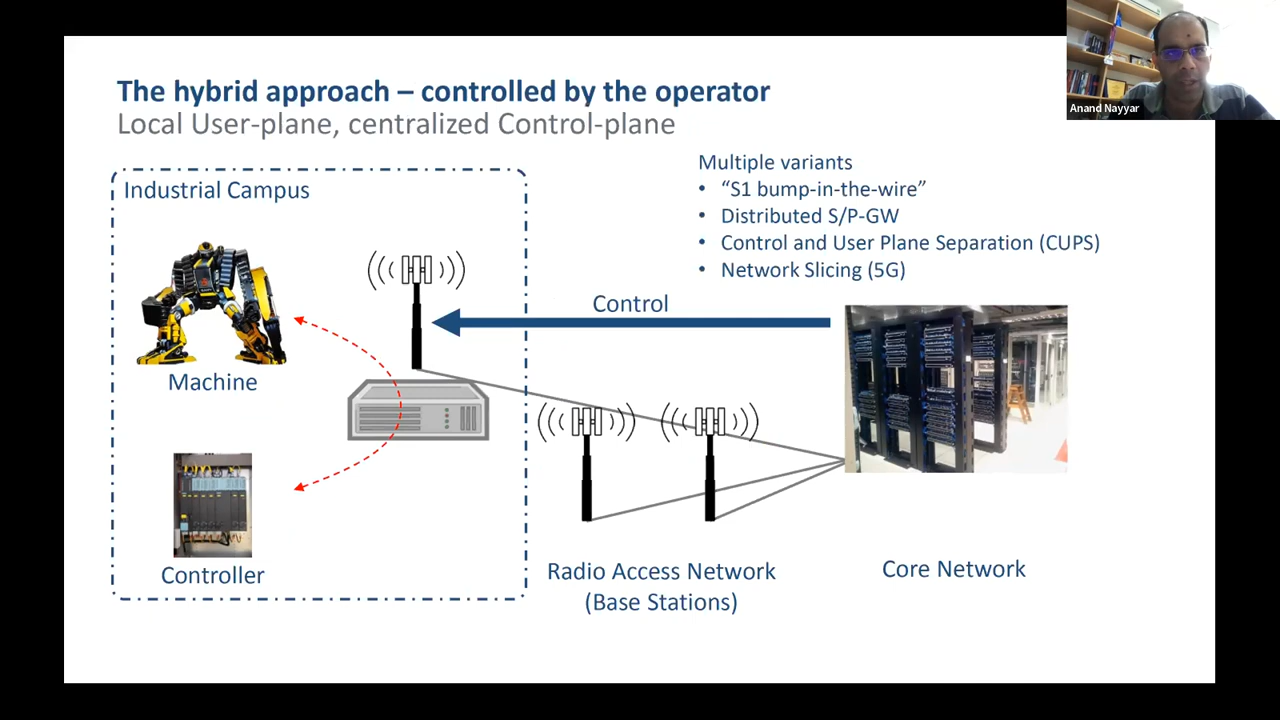 The hybrid approach – controlled by the operator
Local User-plane, centralized Control-plane
Anand Nayyar
Industrial Campus
Multiple variants
• “S1 bump-in-the-wire”
• Distributed S/P-GW
• Control and User Plane Separation (CUPS)
• Network Slicing (5G)
Control
Machine
Controller
Radio Access Network
(Base Stations)
Core Network